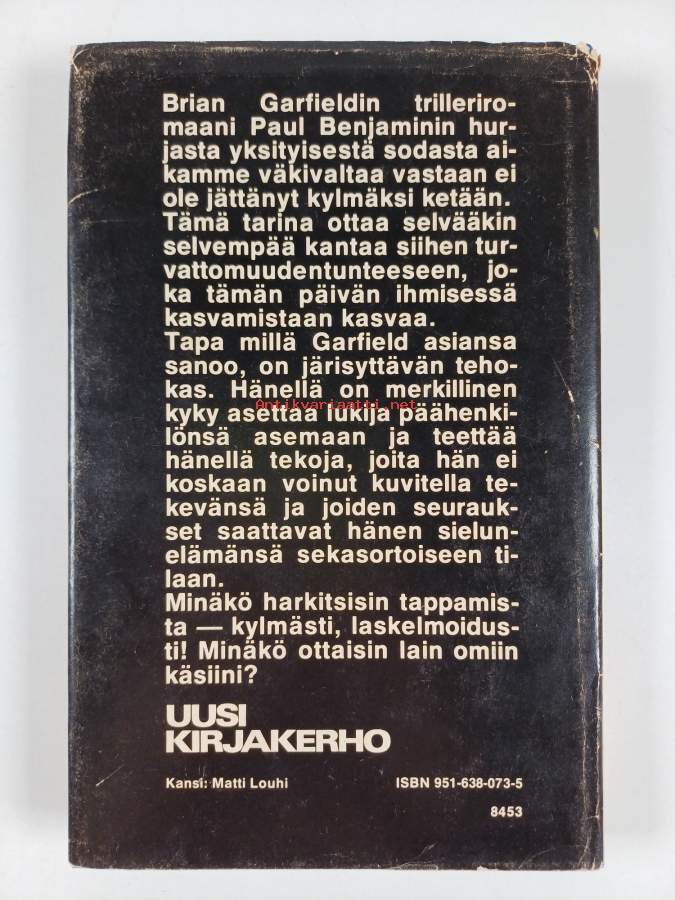 Brian Garfieldin trilleriro-
maani Paul Benjaminin hur-
jasta yksityisestä sodasta ai-
kamme väkivaltaa vastaan ei
ole jättänyt kylmäksi ketään.
Tämä tarina ottaa selvääkin
selvempää kantaa siihen tur-
vattomuudentunteeseen, jo-
ka tämän päivän ihmisessä
kasvamistaan kasvaa.
Tapa millä Garfield asiansa
sanoo, on järisyttävän teho-
kas. Hänellä on merkillinen
Antikvariaatti.net
kyky asettaa lukija päähenki-
lönsä asemaan ja teettää
hänellä tekoja, joita hän ei
koskaan voinut kuvitella te-
kevänsä ja joiden seurauk-
set saattavat hänen sielun-
elämänsä sekasortoiseen ti-
laan.
Minäkö harkitsisin tappamis-
ta — kylmästi, laskelmoidus-
ti! Minäkö ottaisin lain omiin
käsiini?
UUSI
KIRJAKERHO
Kansi: Matti Louhi ISBN 951-638-073-5
8453